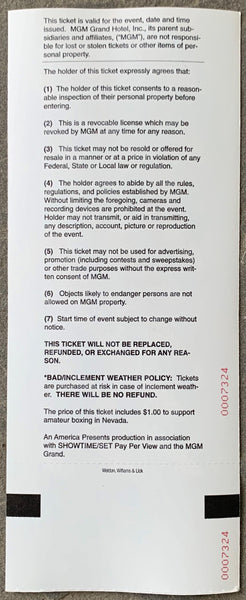 This ticket is valid for the event, date and time
issued. MGM Grand Hotel, Inc., its parent sub-
sidiaries and affiliates, ("MGM"), are not responsi-
ble for lost or stolen tickets or other items of per-
sonal property.
The holder of this ticket expressly agrees that:
(1) The holder of this ticket consents to a reason-
able inspection of their personal property before
entering.
(2) This is a revocable license which may be
revoked by MGM at any time for any reason.
(3) This ticket may not be resold or offered for
resale in a manner or at a price in violation of any
Federal, State or Local law or regulation.
(4) The holder agrees to abide by all the rules,
regulations, and policies established by MGM.
Without limiting the foregoing, cameras and
recording devices are prohibited at the event.
Holder may not transmit, or aid in transmitting,
any description, account, picture or reproduction
of the event.
(5) This ticket may not be used for advertising,
promotion (including contests and sweepstakes)
or other trade purposes without the express writ-
ten consent of MGM.
(6) Objects likely to endanger persons are not
allowed on MGM property.
(7) Start time of event subject to change without
notice.
THIS TICKET WILL NOT BE REPLACED,
REFUNDED, OR EXCHANGED FOR ANY REA-
SON.
*BAD/INCLEMENT WEATHER POLICY: Tickets
are purchased at risk in case of inclement weath-
er. THERE WILL BE NO REFUND.
The price of this ticket includes $1.00 to support
amateur boxing in Nevada.
An America Presents production in association
with SHOWTIME/SET Pay Per View and the MGM
Grand.
Weldon, Williams & Lick
0007324
0007324